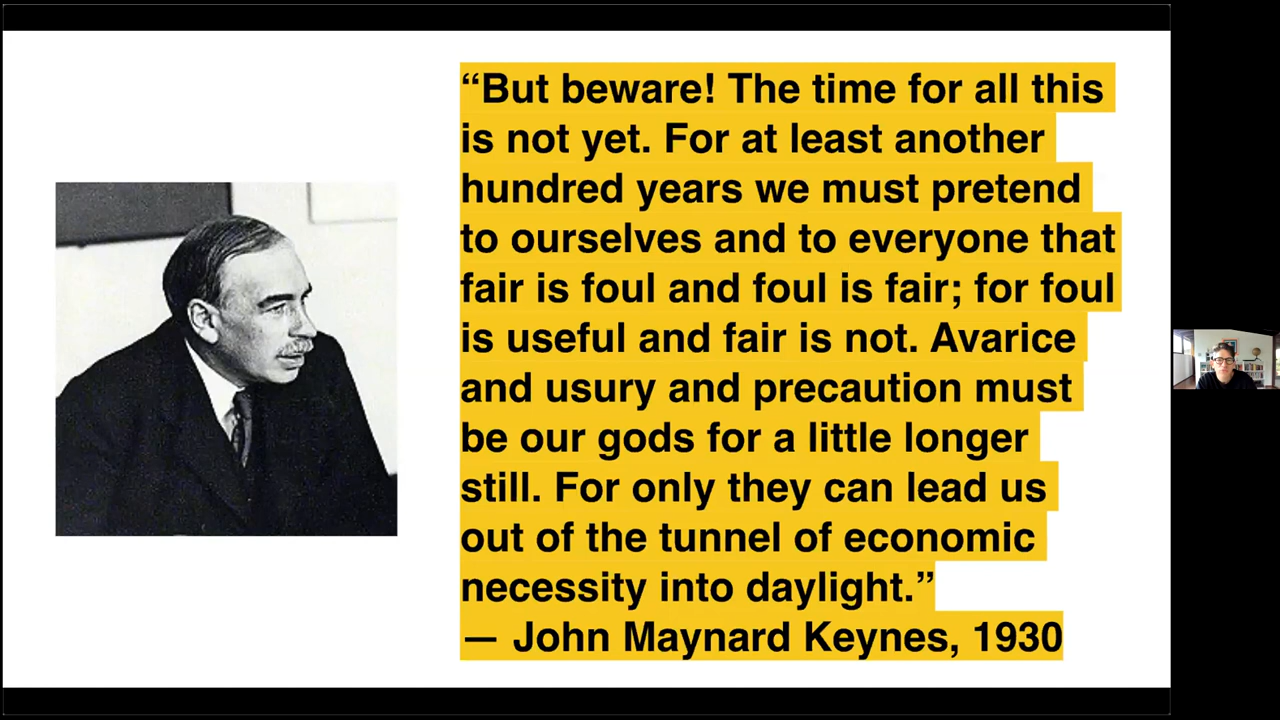 “But beware! The time for all this
is not yet. For at least another
hundred years we must pretend
to ourselves and to everyone that
fair is foul and foul is fair; for foul
is useful and fair is not. Avarice
and usury and precaution must
be our gods for a little longer
still. For only they can lead us
out of the tunnel of economic
necessity into daylight.”
— John Maynard Keynes, 1930